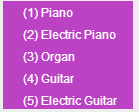 (1) Piano
(2) Electric Piano
(3) Organ
(4) Guitar
(5) Electric Guitar